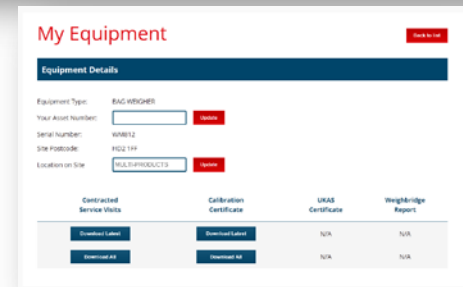 My Equipment
Back to list
Equipment Details
Equipment Type: BAG WEIGHER
Your Asset Number: Update
Serial Number: WM812
Site Postcode: HD2 1FF
Location on Site MULTI-PRODUCTS Update
Contracted Service Visits Calibration Certificate UKAS Certificate Weighbridge Report
Download Latest Download Latest N/A N/A
Download All Download All N/A N/A